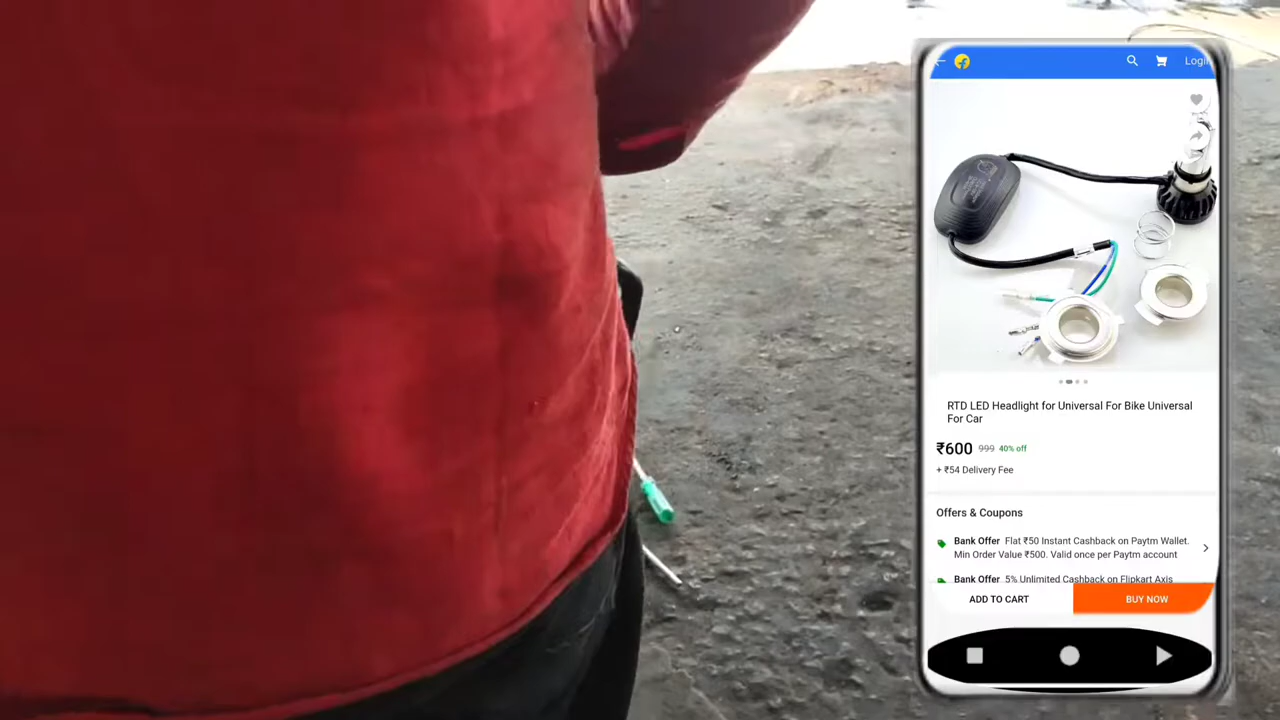 Login
RTD LED Headlight for Universal For Bike Universal
For Car
₹600 999 40% off
+ ₹54 Delivery Fee
Offers & Coupons
Bank Offer Flat ₹50 Instant Cashback on Paytm Wallet.
Min Order Value ₹500. Valid once per Paytm account
Bank Offer 5% Unlimited Cashback on Flipkart Axis
ADD TO CART
BUY NOW